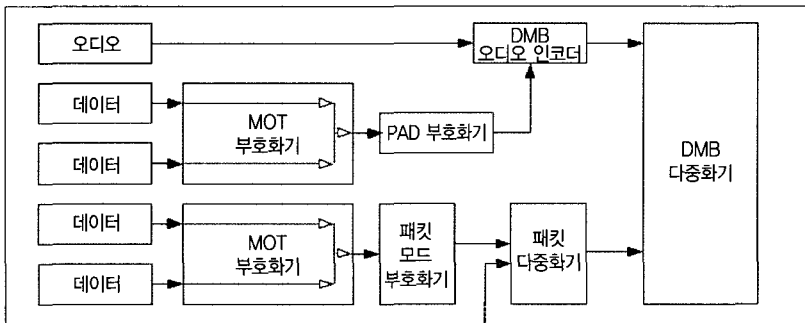 오디오
DMB
오디오 인코더
데이터
MOT
부호화기
PAD 부호화기
데이터
DMB
다중화기
데이터
MOT
부호화기
패킷
모드
부호화기
패킷
다중화기
데이터